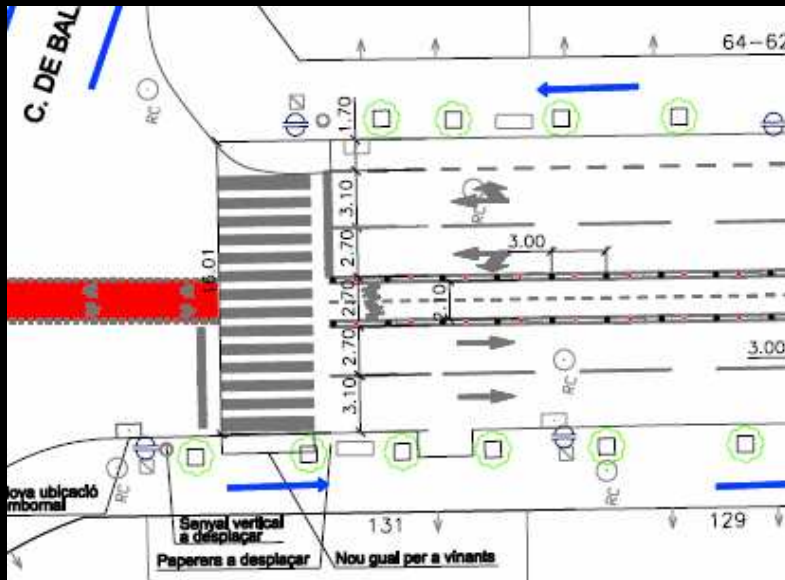 C. DE BAL
64-62
RC
1.70
3.10
RC
2.70
3.00
16.01
2.70
2.10
2.70
3.00
RC
3.10
RC
RC
ova ubicació
mbornal
Senyal vertical
a desplaçar
131
129
Paperera a desplaçar
Nou gual per a vinants